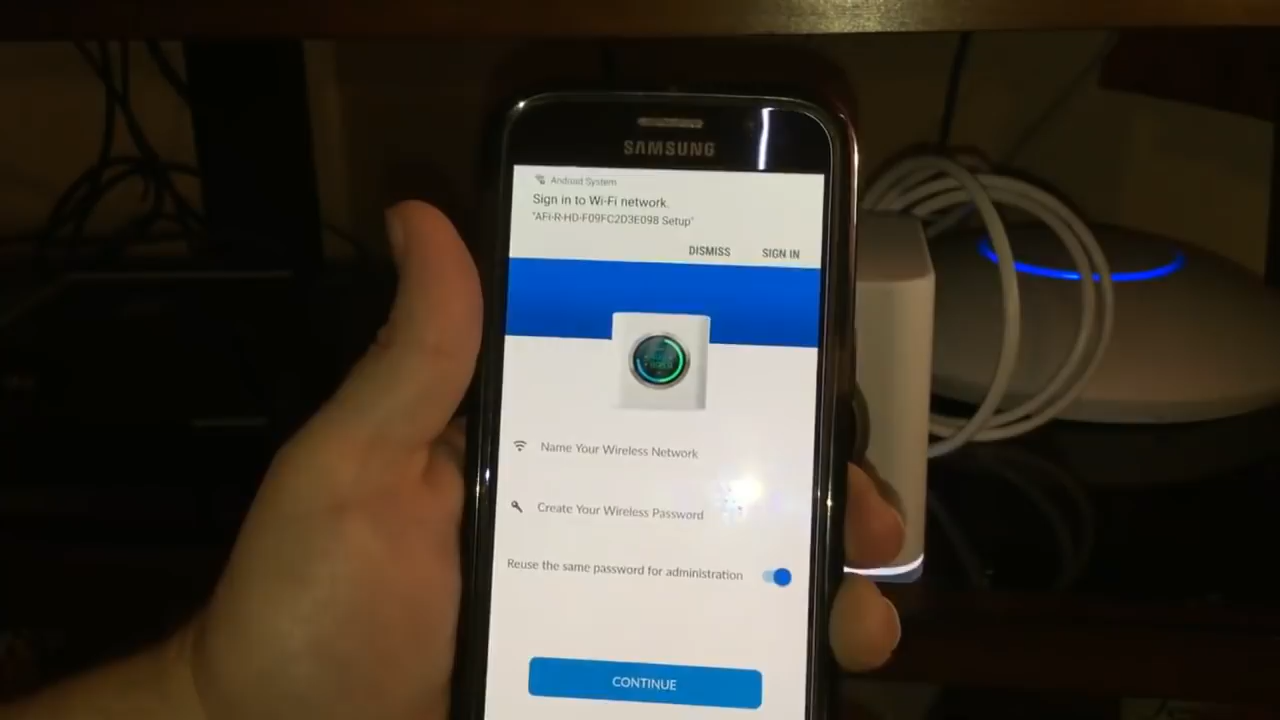 SAMSUNG
Android System
Sign in to Wi-Fi network.
"AFi-R-HD-F09FC2D3E098 Setup"
DISMISS SIGN IN
Name Your Wireless Network
Create Your Wireless Password
Reuse the same password for administration
CONTINUE